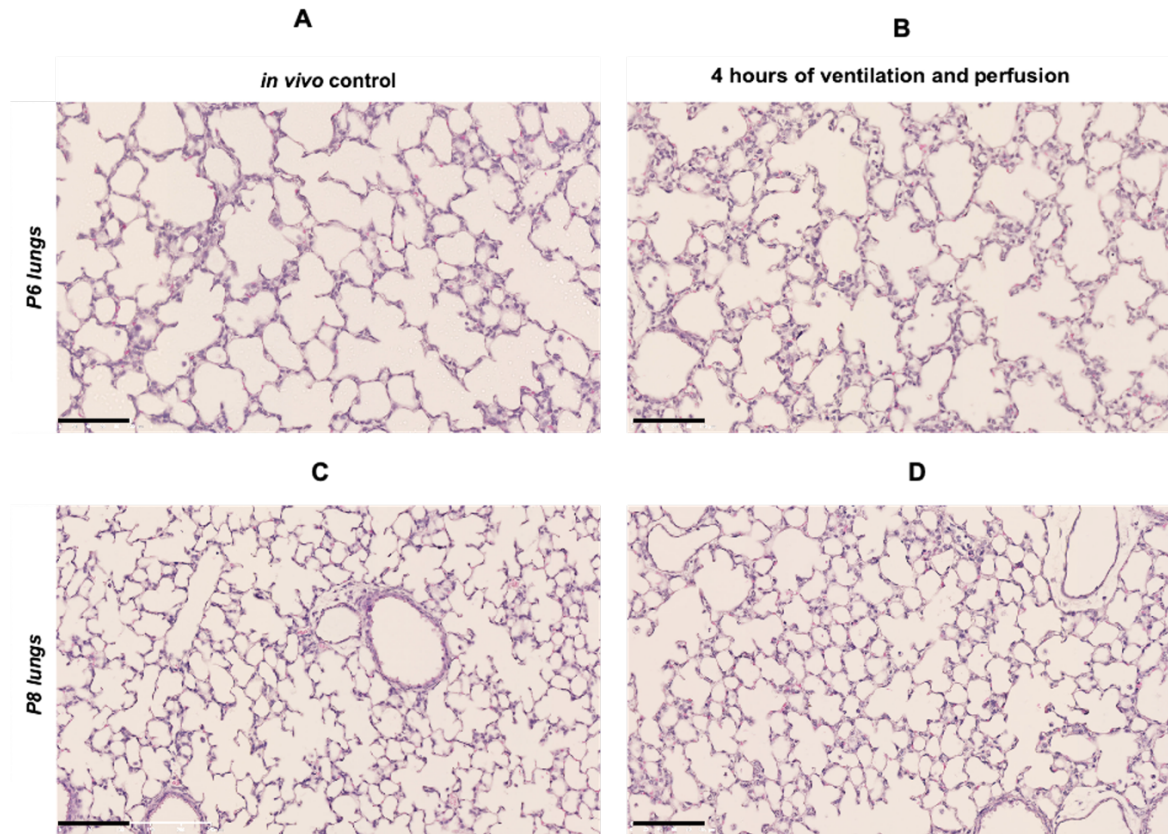 A
B
in vivo control
4 hours of ventilation and perfusion
P6 lungs
C
D
P8 lungs